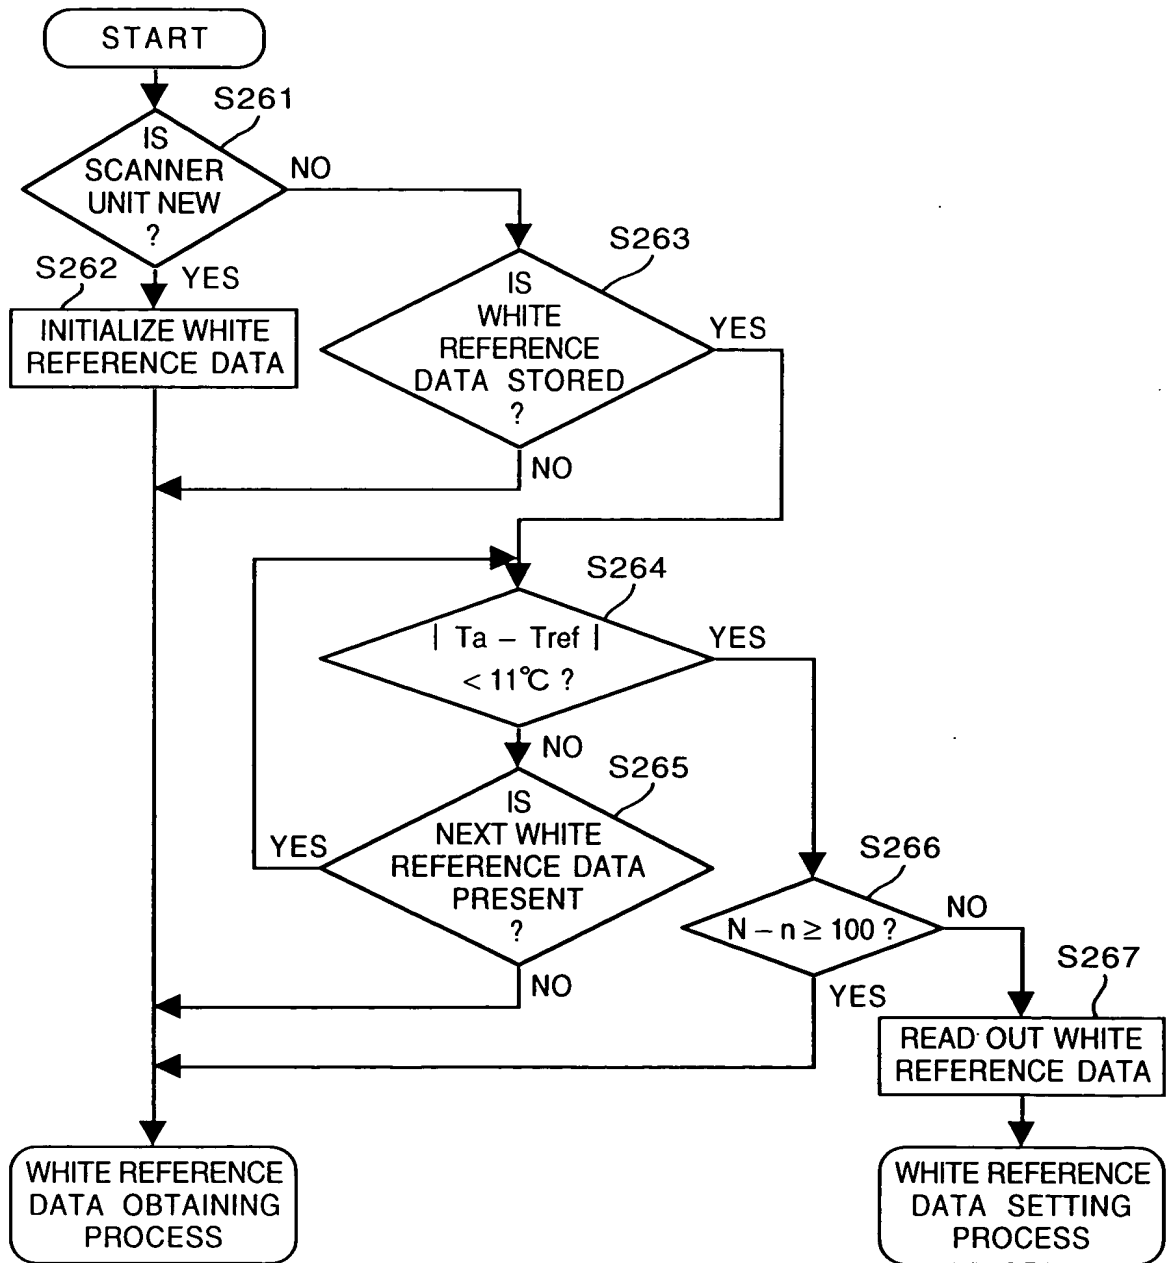 START
S261
IS
SCANNER
UNIT NEW
?
NO
S262
YES
INITIALIZE WHITE
REFERENCE DATA
S263
IS
WHITE
REFERENCE
DATA STORED
?
YES
NO
S264
| Ta – Tref |
< 11°C ?
YES
NO
S265
IS
NEXT WHITE
REFERENCE DATA
PRESENT
?
YES
NO
S266
N – n ≥ 100 ?
NO
YES
S267
READ OUT WHITE
REFERENCE DATA
WHITE REFERENCE
DATA OBTAINING
PROCESS
WHITE REFERENCE
DATA SETTING
PROCESS